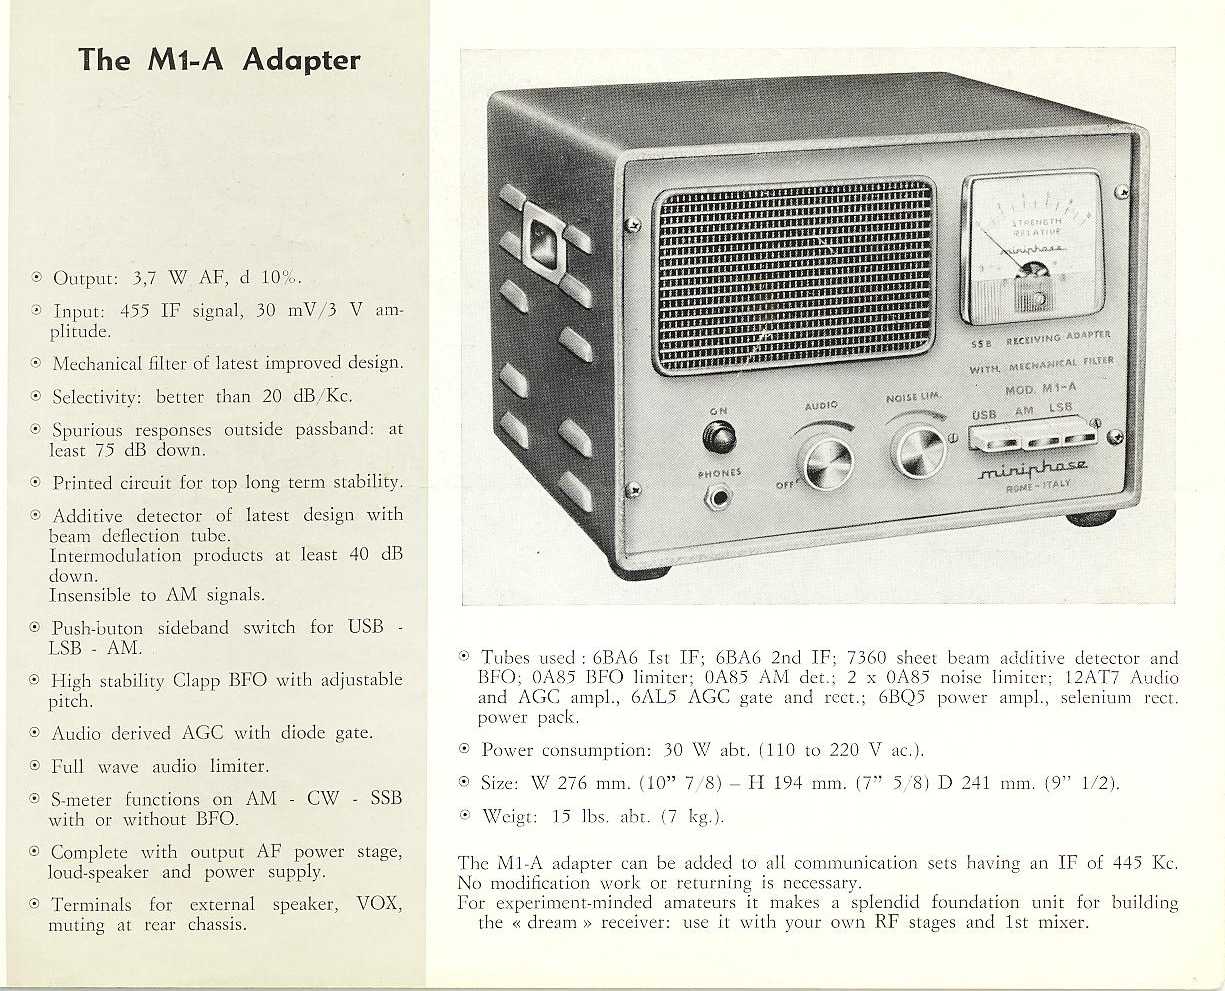 The M1-A Adapter
⊙ Output: 3,7 W AF, d 10%.
⊙ Input: 455 IF signal, 30 mV/3 V am-
plitude.
⊙ Mechanical filter of latest improved design.
⊙ Selectivity: better than 20 dB/Kc.
⊙ Spurious responses outside passband: at
least 75 dB down.
⊙ Printed circuit for top long term stability.
⊙ Additive detector of latest design with
beam deflection tube.
Intermodulation products at least 40 dB
down.
Insensible to AM signals.
⊙ Push-buton sideband switch for USB -
LSB - AM.
⊙ High stability Clapp BFO with adjustable
pitch.
⊙ Audio derived AGC with diode gate.
⊙ Full wave audio limiter.
⊙ S-meter functions on AM - CW - SSB
with or without BFO.
⊙ Complete with output AF power stage,
loud-speaker and power supply.
⊙ Terminals for external speaker, VOX,
muting at rear chassis.
STRENGTH
RELATIVE
miniphase
SSB RECEIVING ADAPTER
WITH MECHANICAL FILTER
MOD. M1-A
USB AM LSB
ON
AUDIO
NOISE LIM.
PHONES
OFF
miniphase
ROME - ITALY
⊙ Tubes used : 6BA6 1st IF; 6BA6 2nd IF; 7360 sheet beam additive detector and
BFO; 0A85 BFO limiter; 0A85 AM det.; 2 x 0A85 noise limiter; 12AT7 Audio
and AGC ampl., 6AL5 AGC gate and rect.; 6BQ5 power ampl., selenium rect.
power pack.
⊙ Power consumption: 30 W abt. (110 to 220 V ac.).
⊙ Size: W 276 mm. (10” 7/8) – H 194 mm. (7” 5/8) D 241 mm. (9” 1/2).
⊙ Weigt: 15 lbs. abt. (7 kg.).
The M1-A adapter can be added to all communication sets having an IF of 445 Kc.
No modification work or returning is necessary.
For experiment-minded amateurs it makes a splendid foundation unit for building
the « dream » receiver: use it with your own RF stages and 1st mixer.